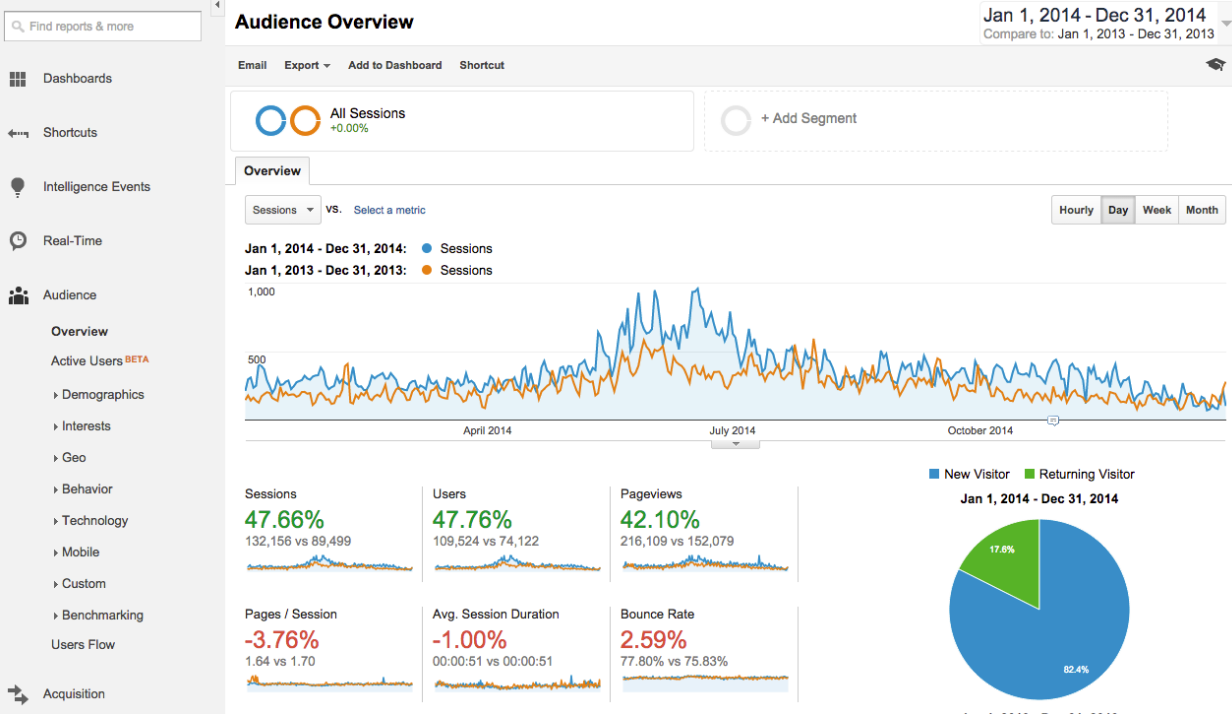 Find reports & more
Dashboards
Shortcuts
Intelligence Events
Real-Time
Audience
Overview
Active Users BETA
Demographics
Interests
Geo
Behavior
Technology
Mobile
Custom
Benchmarking
Users Flow
Acquisition
Audience Overview
Jan 1, 2014 - Dec 31, 2014
Compare to: Jan 1, 2013 - Dec 31, 2013
Email Export Add to Dashboard Shortcut
All Sessions
+0.00%
+ Add Segment
Overview
Sessions VS. Select a metric
Hourly Day Week Month
Jan 1, 2014 - Dec 31, 2014: Sessions
Jan 1, 2013 - Dec 31, 2013: Sessions
1,000
500
April 2014 July 2014 October 2014
Sessions
47.66%
132,156 vs 89,499
Users
47.76%
109,524 vs 74,122
Pageviews
42.10%
216,109 vs 152,079
Pages / Session
-3.76%
1.64 vs 1.70
Avg. Session Duration
-1.00%
00:00:51 vs 00:00:51
Bounce Rate
2.59%
77.80% vs 75.83%
New Visitor Returning Visitor
Jan 1, 2014 - Dec 31, 2014
17.6%
82.4%